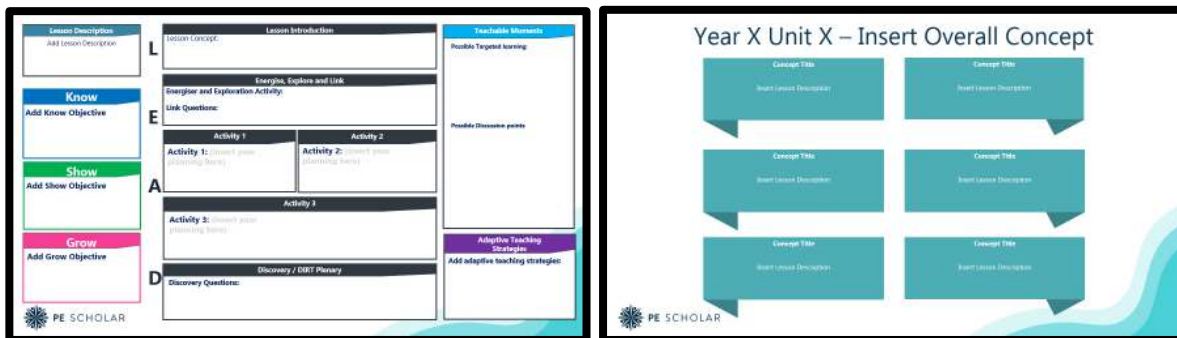 Lesson Description
Add Lesson Description
Know
Add Know Objective
Show
Add Show Objective
Grow
Add Grow Objective
PE SCHOLAR
L
E
A
D
Lesson Introduction
Lesson Concept:
Energise, Explore and Link
Energiser and Exploration Activity:
Link Questions:
Activity 1
Activity 1: (insert your
planning here)
Activity 2
Activity 2: (insert your
planning here)
Activity 3
Activity 3: (insert your
planning here)
Discovery / DIRT Plenary
Discovery Questions:
Teachable Moments
Possible Targeted learning:
Possible Discussion points
Adaptive Teaching
Strategies
Add adaptive teaching strategies:
Year X Unit X – Insert Overall Concept
Concept Title
Insert Lesson Description
Concept Title
Insert Lesson Description
Concept Title
Insert Lesson Description
Concept Title
Insert Lesson Description
Concept Title
Insert Lesson Description
Concept Title
Insert Lesson Description
PE SCHOLAR